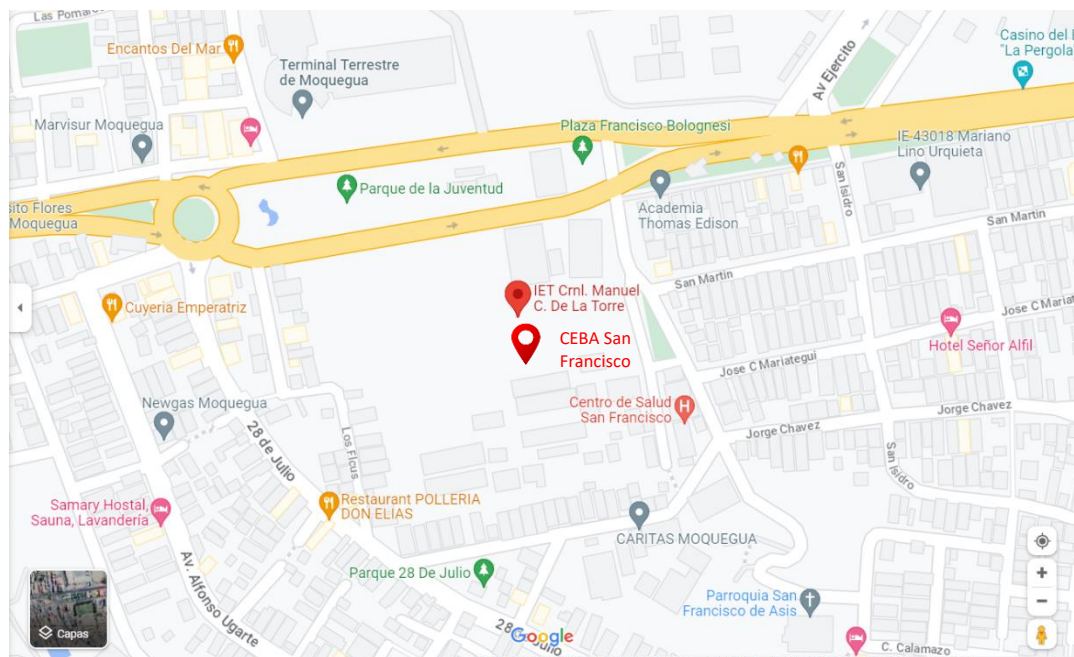 Las Pomas
Encantos Del Mar
Terminal Terrestre
de Moquegua
Marvisur Moquegua
Av Ejercito
Casino del
"La Pergola"
Plaza Francisco Bolognesi
IE 43018 Mariano
Lino Urquieta
Parque de la Juventud
San Isidro
Academia
Thomas Edison
sito Flores
Moquegua
San Martin
San Martin
IET Crnl. Manuel
C. De La Torre
Cuyeria Emperatriz
CEBA San
Francisco
Jose C Mariat
Hotel Señor Alfil
Jose C Mariategui
Centro de Salud
San Francisco
H
Newgas Moquegua
Jorge Chavez
Jorge Chavez
28 de Julio
Los Ficus
San Isidro
Samary Hostal,
Sauna, Lavandería
Restaurant POLLERIA
DON ELIAS
CARITAS MOQUEGUA
Av. Alfonso Ugarte
Parque 28 De Julio
Parroquia San
Francisco de Asis
28 de Julio
Google
Capas
C. Calamazo